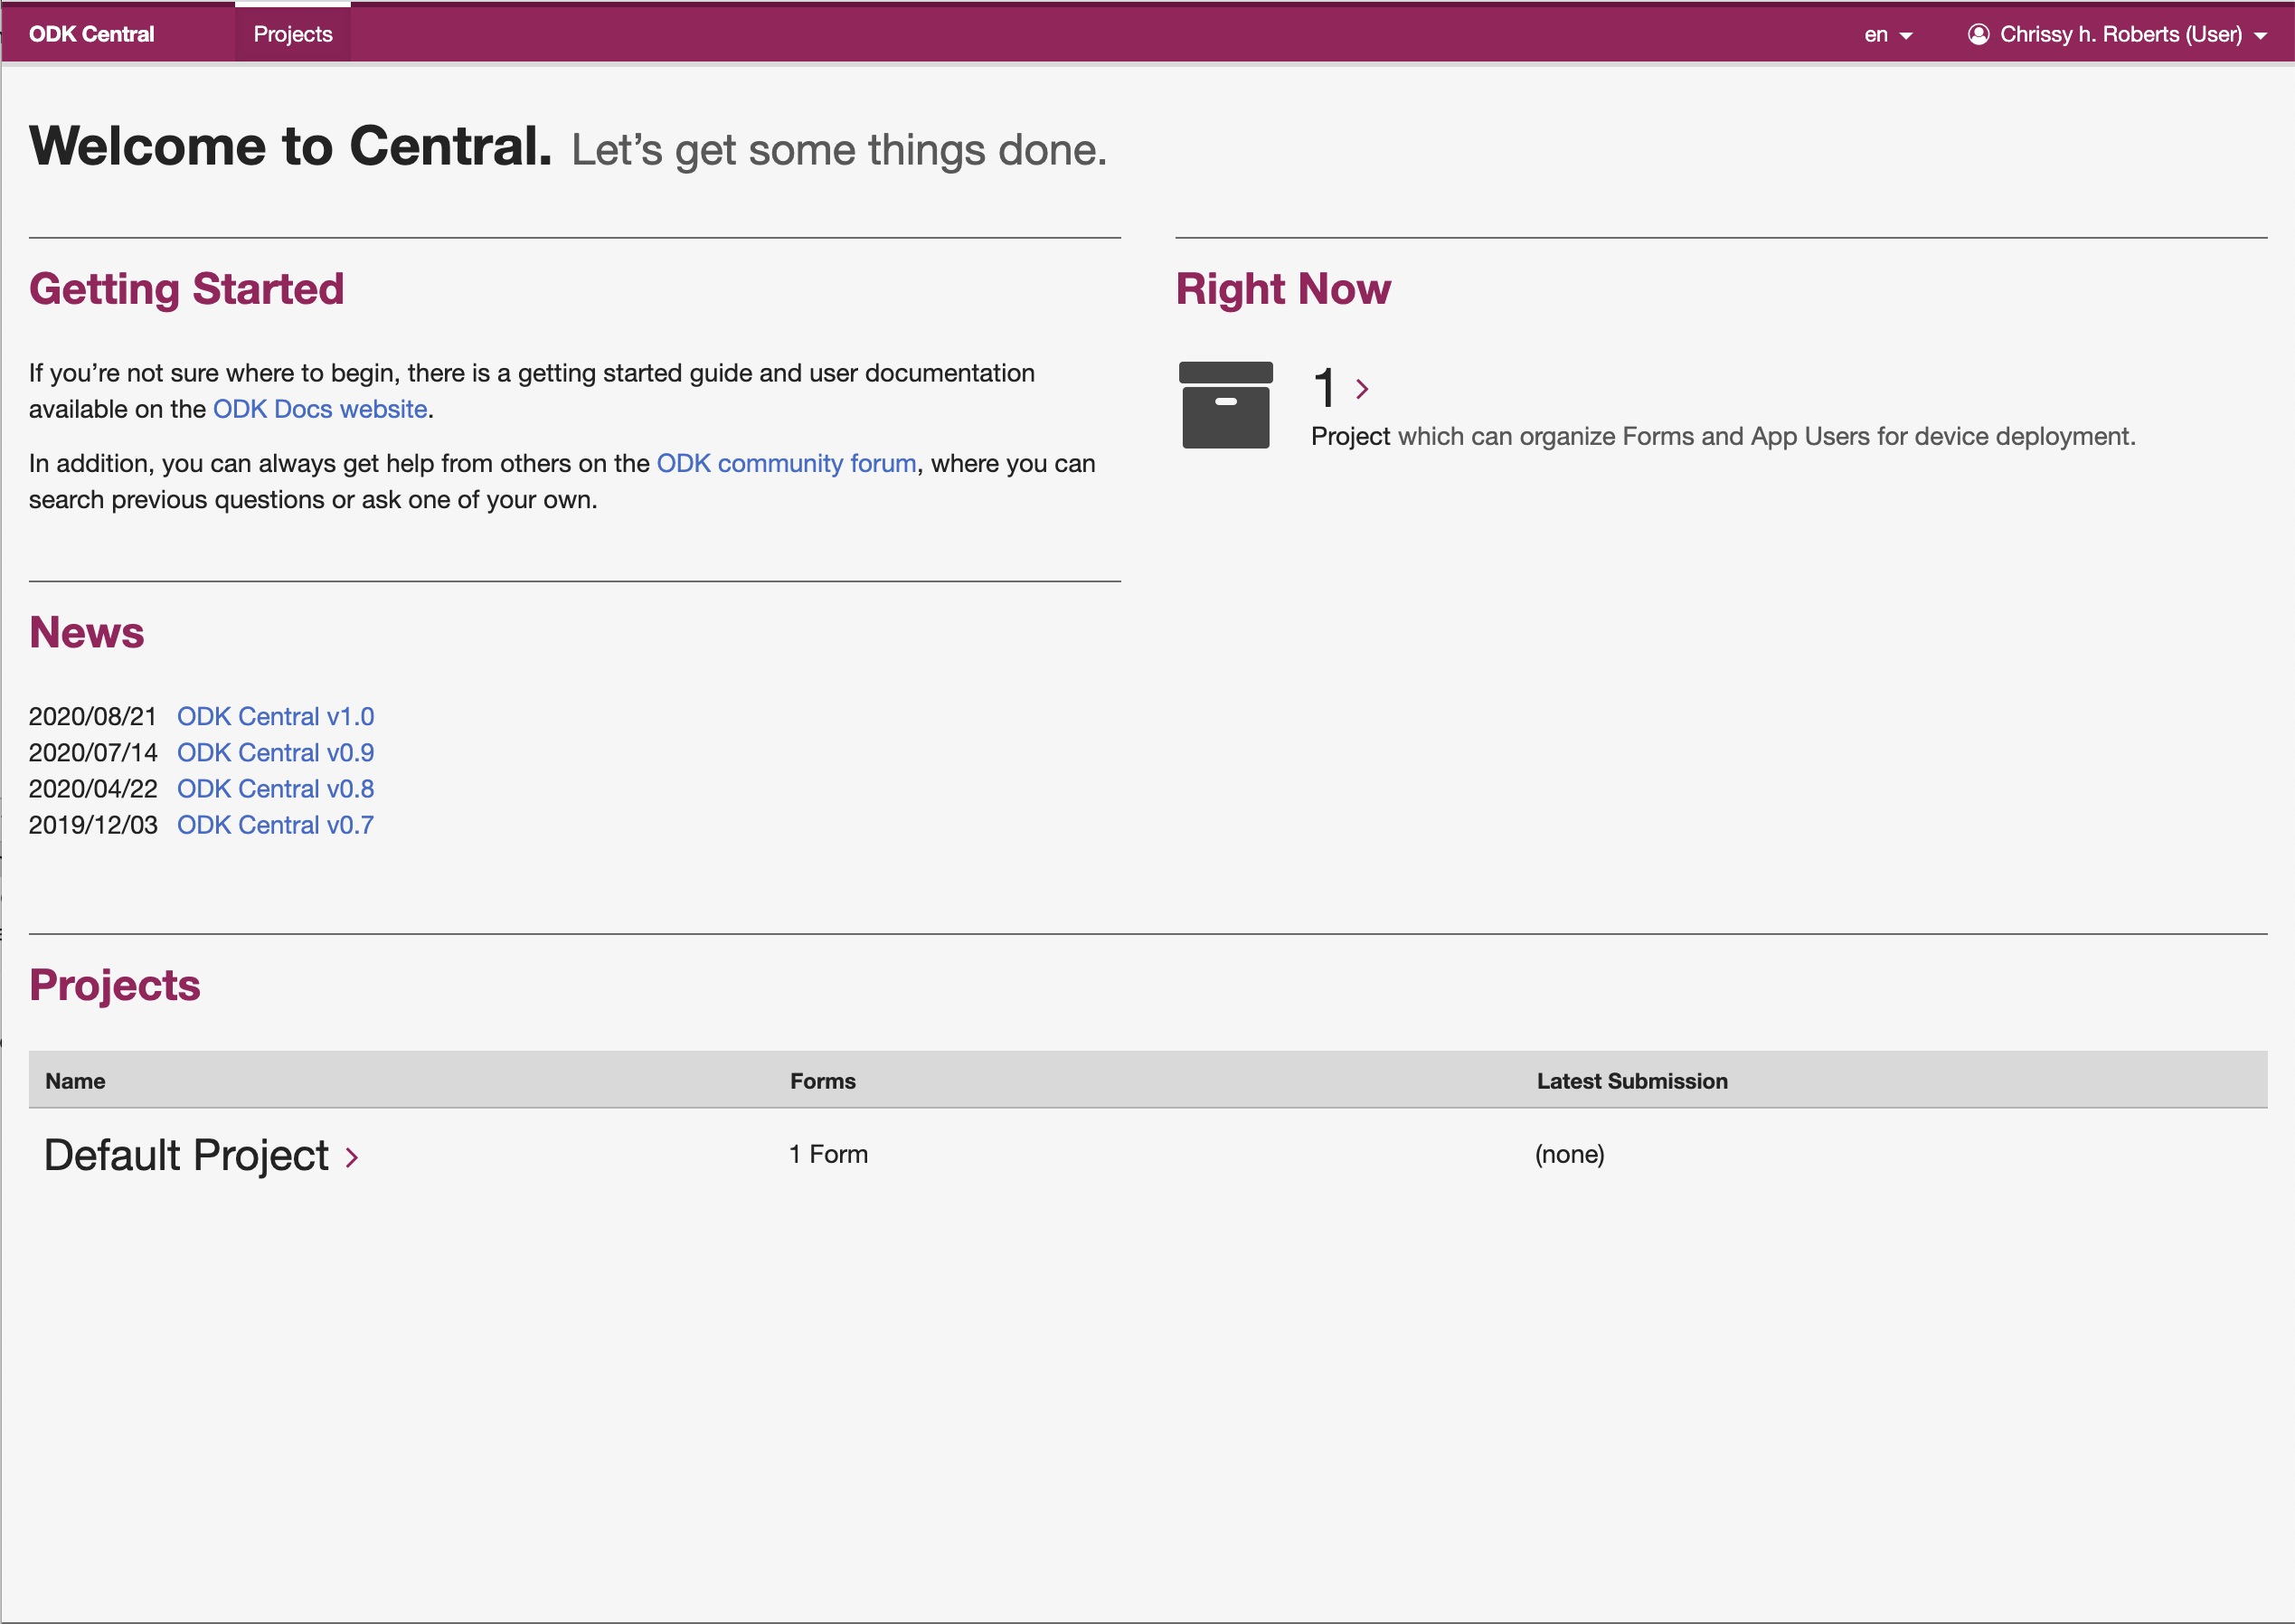 ODK Central
Projects
en
Chrissy h. Roberts (User)
Welcome to Central. Let’s get some things done.
Getting Started
If you’re not sure where to begin, there is a getting started guide and user documentation
available on the ODK Docs website.
In addition, you can always get help from others on the ODK community forum, where you can
search previous questions or ask one of your own.
Right Now
1
Project which can organize Forms and App Users for device deployment.
News
2020/08/21 ODK Central v1.0
2020/07/14 ODK Central v0.9
2020/04/22 ODK Central v0.8
2019/12/03 ODK Central v0.7
Projects
Name Forms Latest Submission
Default Project 1 Form (none)